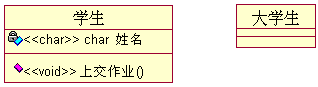 学生
<<char>> char 姓名
<<void>> 上交作业()
大学生